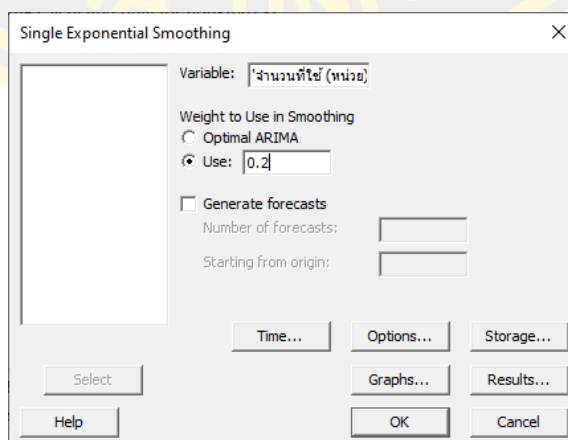 Single Exponential Smoothing
Variable: 'จำนวนที่ใช้ (หน่วย)
Weight to Use in Smoothing
Optimal ARIMA
Use: 0.2
Generate forecasts
Number of forecasts:
Starting from origin:
Time... Options... Storage...
Select Graphs... Results...
Help OK Cancel